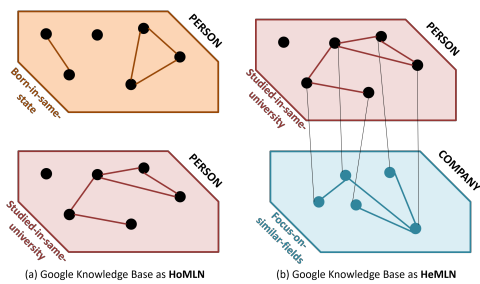 PERSON
Born-in-same-
state
PERSON
Studied-in-same-
university
(a) Google Knowledge Base as HoMLN
PERSON
Studied-in-same-
university
COMPANY
Focus-on-
similar-fields
(b) Google Knowledge Base as HeMLN